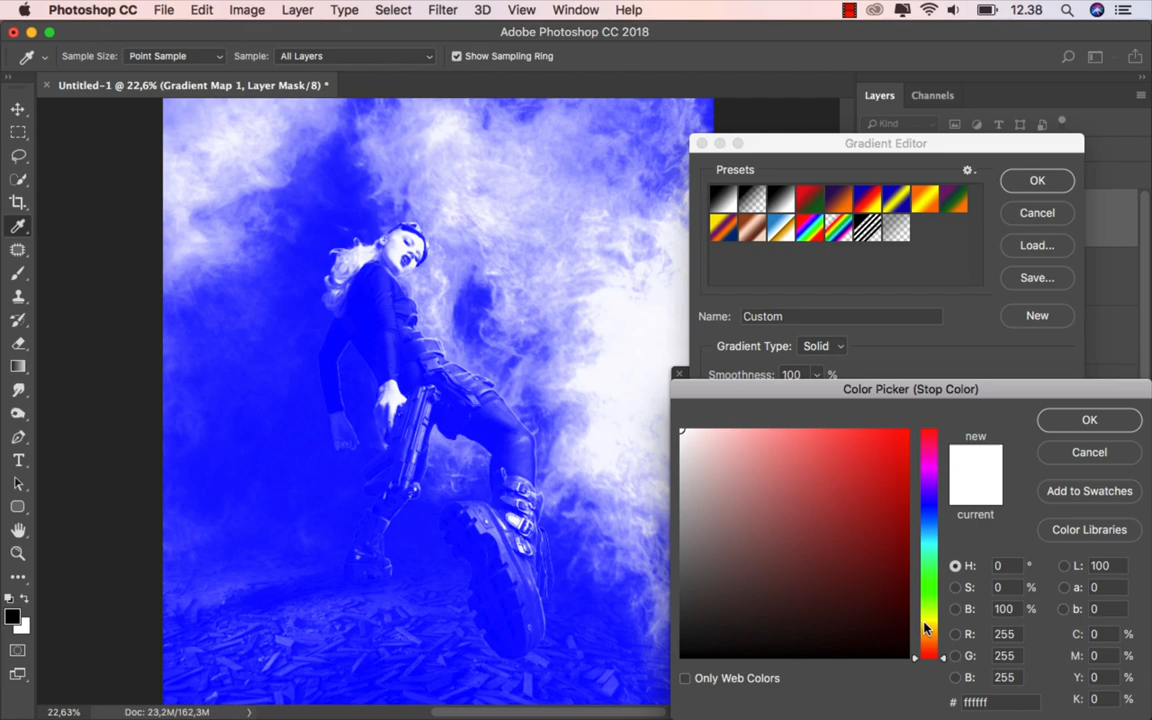 Photoshop CC File Edit Image Layer Type Select Filter 3D View Window Help 12.38
Adobe Photoshop CC 2018
Sample Size: Point Sample Sample: All Layers Show Sampling Ring
Untitled-1 @ 22,6% (Gradient Map 1, Layer Mask/8) *
Layers Channels
Kind
Gradient Editor
Presets
OK
Cancel
Load...
Save...
Name: Custom
New
Gradient Type: Solid
Smoothness: 100 %
Color Picker (Stop Color)
new
OK
Cancel
Add to Swatches
current
Color Libraries
H: 0 ° L: 100
S: 0 % a: 0
B: 100 % b: 0
R: 255 C: 0 %
G: 255 M: 0 %
B: 255 Y: 0 %
Only Web Colors
# ffffff K: 0 %
22,63% Doc: 23,2M/162,3M